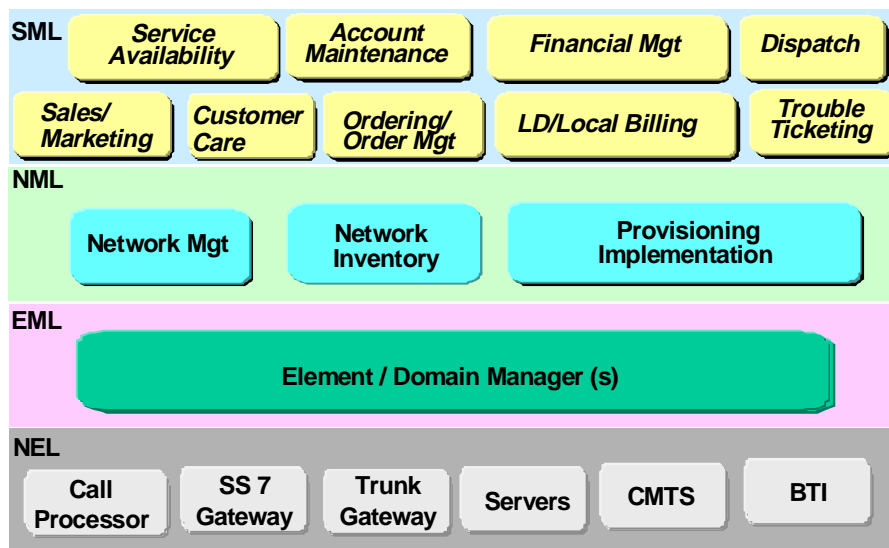 SML
Service
Availability
Account
Maintenance
Financial Mgt
Dispatch
Sales/
Marketing
Customer
Care
Ordering/
Order Mgt
LD/Local Billing
Trouble
Ticketing
NML
Network Mgt
Network
Inventory
Provisioning
Implementation
EML
Element / Domain Manager (s)
NEL
Call
Processor
SS 7
Gateway
Trunk
Gateway
Servers
CMTS
BTI